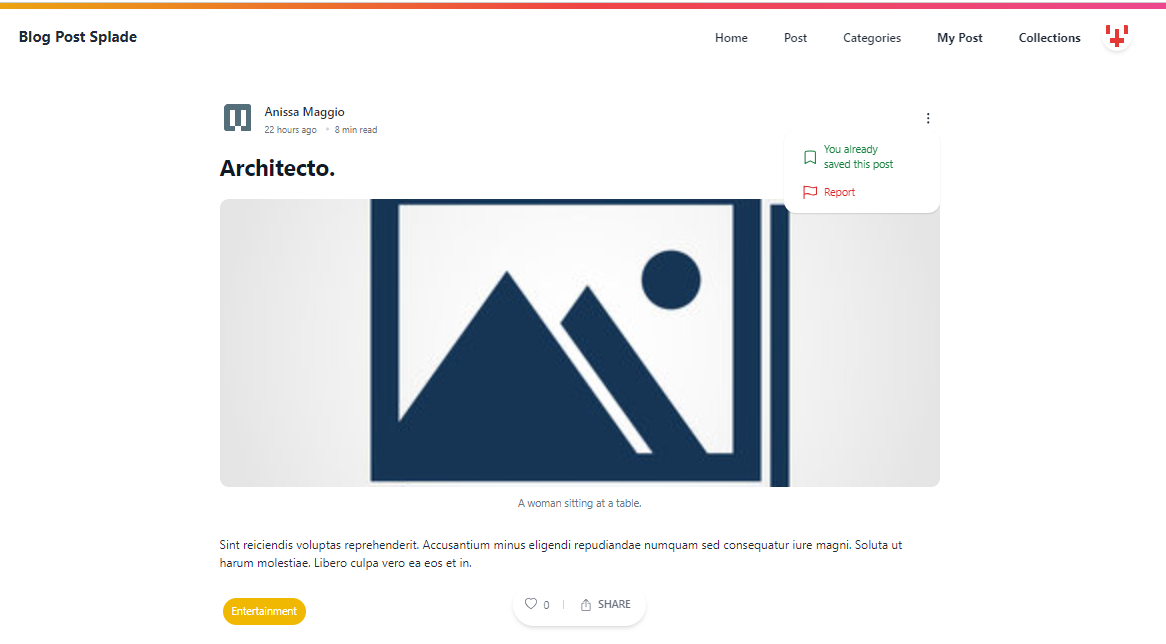 Blog Post Splade
Home Post Categories My Post Collections
Anissa Maggio
22 hours ago • 8 min read
You already
saved this post
Report
Architecto.
A woman sitting at a table.
Sint reiciendis voluptas reprehenderit. Accusantium minus eligendi repudiandae numquam sed consequatur iure magni. Soluta ut
harum molestiae. Libero culpa vero ea eos et in.
Entertainment
0 | SHARE